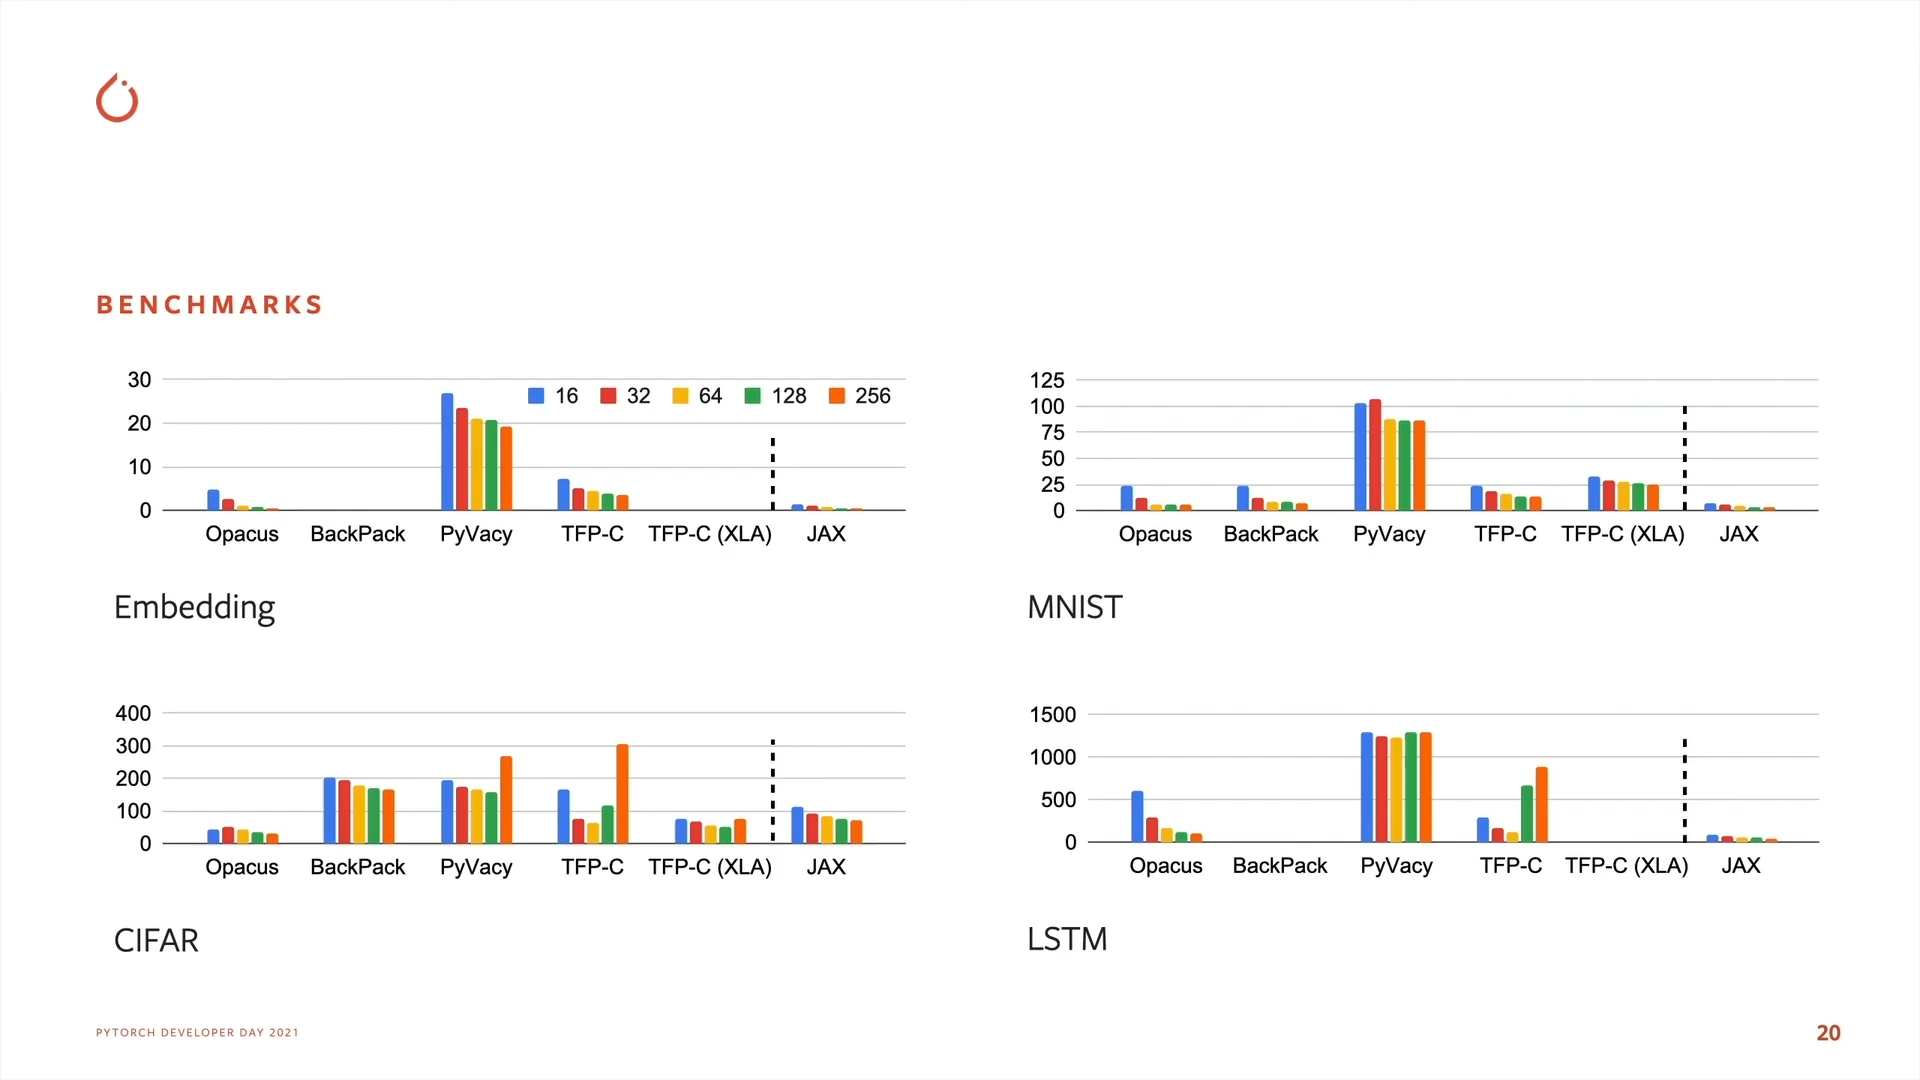 BENCHMARKS
30
20
10
0
16 32 64 128 256
Opacus BackPack PyVacy TFP-C TFP-C (XLA) JAX
Embedding
125
100
75
50
25
0
Opacus BackPack PyVacy TFP-C TFP-C (XLA) JAX
MNIST
400
300
200
100
0
Opacus BackPack PyVacy TFP-C TFP-C (XLA) JAX
CIFAR
1500
1000
500
0
Opacus BackPack PyVacy TFP-C TFP-C (XLA) JAX
LSTM
PYTORCH DEVELOPER DAY 2021
20